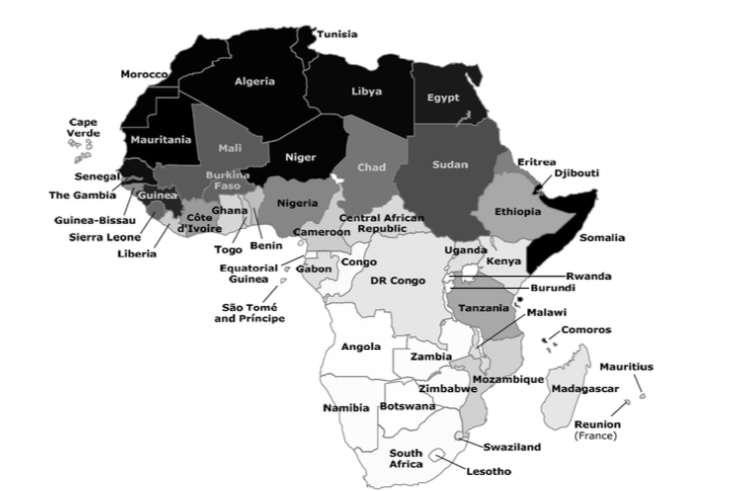 Tunisia
Morocco
Algeria
Libya
Egypt
Cape
Verde
Mauritania
Mali
Niger
Chad
Sudan
Eritrea
Djibouti
Senegal
The Gambia
Guinea
Burkina
Faso
Guinea-Bissau
Sierra Leone
Liberia
Côte
d'Ivoire
Ghana
Togo
Benin
Nigeria
Cameroon
Central African
Republic
Ethiopia
Somalia
Equatorial
Guinea
Gabon
Congo
DR Congo
Uganda
Kenya
Rwanda
Burundi
São Tomé
and Príncipe
Tanzania
Malawi
Comoros
Angola
Zambia
Mozambique
Zimbabwe
Madagascar
Mauritius
Namibia
Botswana
Reunion
(France)
South
Africa
Swaziland
Lesotho